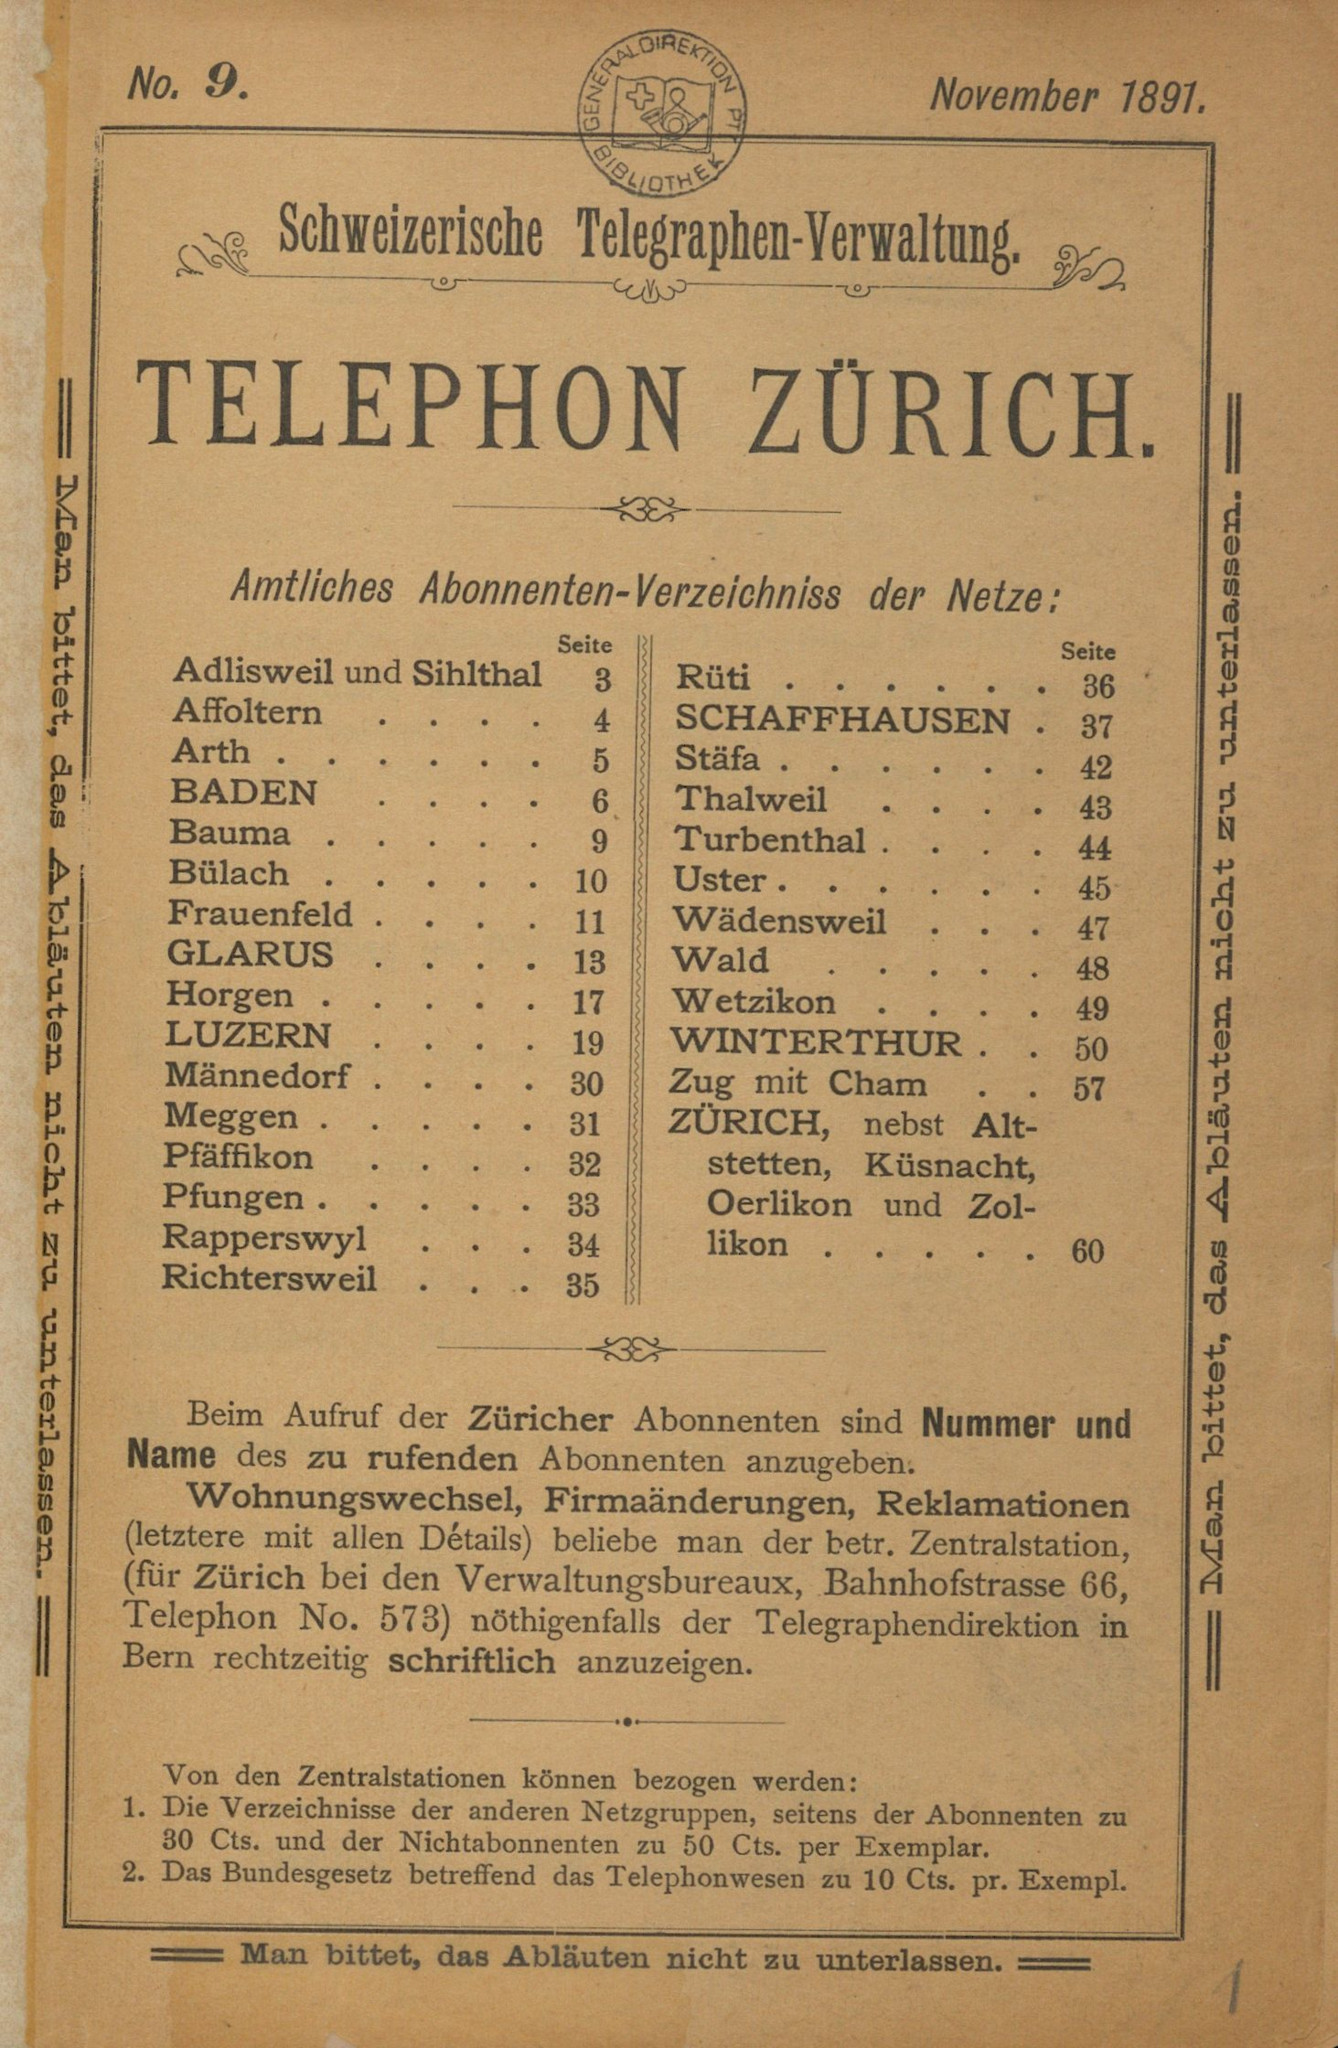 No. 9.
November 1891.
GENERALDIREKTION PTT
BIBLIOTHEK
Schweizerische Telegraphen-Verwaltung.
TELEPHON ZÜRICH.
Amtliches Abonnenten-Verzeichniss der Netze:
Seite
Adlisweil und Sihlthal 3
Affoltern . . . . 4
Arth . . . . . . 5
BADEN . . . . 6
Bauma . . . . . 9
Bülach . . . . . 10
Frauenfeld . . . . 11
GLARUS . . . . 13
Horgen . . . . . 17
LUZERN . . . . 19
Männedorf . . . . 30
Meggen . . . . . 31
Pfäffikon . . . . 32
Pfungen . . . . . 33
Rapperswyl . . . 34
Richtersweil . . . 35
Seite
Rüti . . . . . . 36
SCHAFFHAUSEN . 37
Stäfa . . . . . . 42
Thalweil . . . . 43
Turbenthal . . . . 44
Uster . . . . . . 45
Wädensweil . . . 47
Wald . . . . . 48
Wetzikon . . . . 49
WINTERTHUR . . 50
Zug mit Cham . . 57
ZÜRICH, nebst Alt-
stetten, Küsnacht,
Oerlikon und Zol-
likon . . . . . 60
Beim Aufruf der Züricher Abonnenten sind Nummer und
Name des zu rufenden Abonnenten anzugeben.
Wohnungswechsel, Firmaänderungen, Reklamationen
(letztere mit allen Détails) beliebe man der betr. Zentralstation,
(für Zürich bei den Verwaltungsbureaux, Bahnhofstrasse 66,
Telephon No. 573) nöthigenfalls der Telegraphendirektion in
Bern rechtzeitig schriftlich anzuzeigen.
Von den Zentralstationen können bezogen werden:
1. Die Verzeichnisse der anderen Netzgruppen, seitens der Abonnenten zu
30 Cts. und der Nichtabonnenten zu 50 Cts. per Exemplar.
2. Das Bundesgesetz betreffend das Telephonwesen zu 10 Cts. pr. Exempl.
Man bittet, das Abläuten nicht zu unterlassen.
Man bittet, das Abläuten nicht zu unterlassen.
Man bittet, das Abläuten nicht zu unterlassen.
1